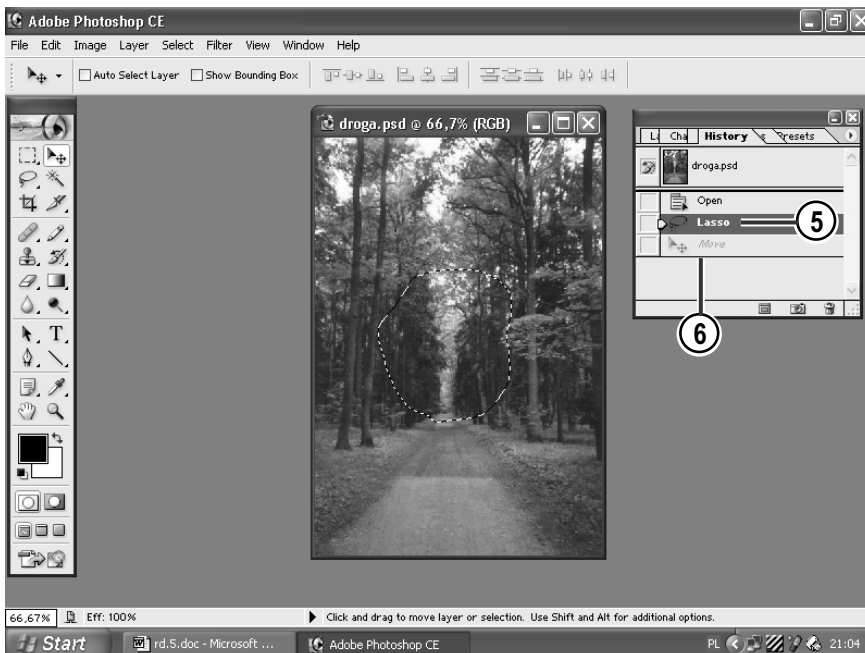 Adobe Photoshop CE
File Edit Image Layer Select Filter View Window Help
Auto Select Layer Show Bounding Box
droga.psd @ 66,7% (RGB)
La Cha History s Presets
droga.psd
Open
Lasso
5
Move
6
T
66,67% Eff: 100% Click and drag to move layer or selection. Use Shift and Alt for additional options.
Start rd.5.doc - Microsoft ... Adobe Photoshop CE PL 21:04